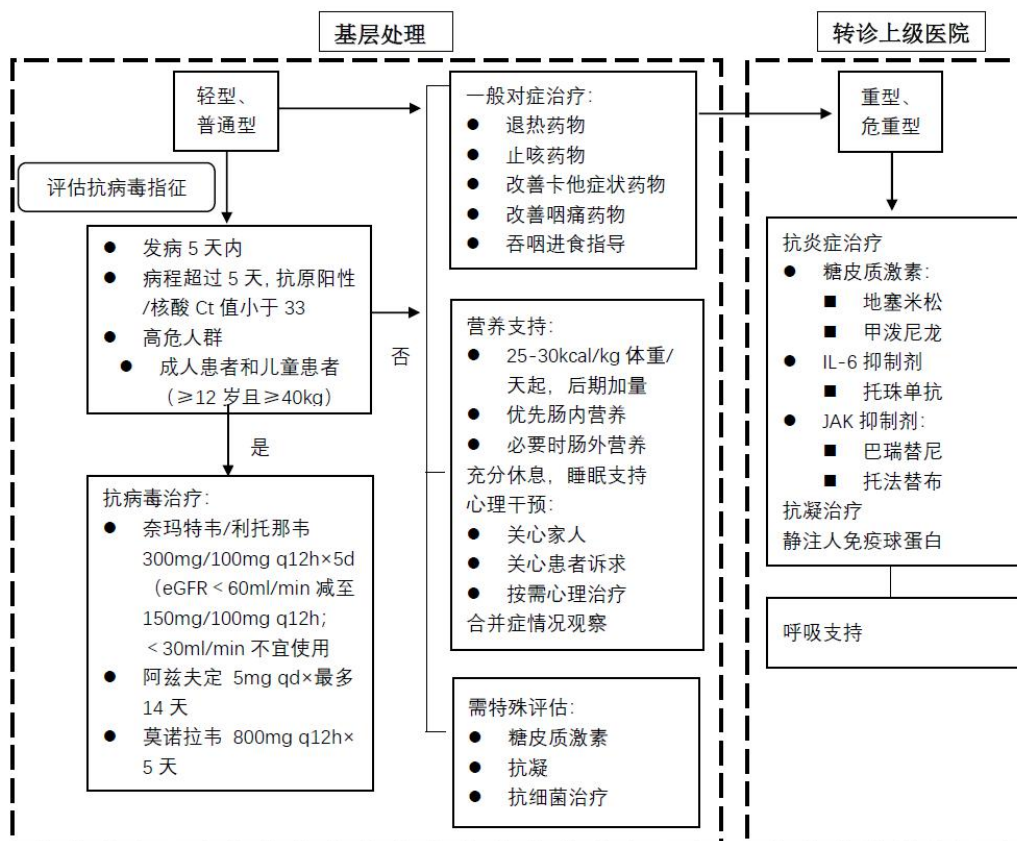 基层处理
轻型、
普通型
评估抗病毒指征
● 发病 5 天内
● 病程超过 5 天, 抗原阳性
/核酸 Ct 值小于 33
● 高危人群
● 成人患者和儿童患者
（≥12 岁且≥40kg）
否
是
抗病毒治疗：
● 奈玛特韦/利托那韦
300mg/100mg q12h×5d
（eGFR＜60ml/min 减至
150mg/100mg q12h；
＜30ml/min 不宜使用
● 阿兹夫定 5mg qd×最多
14 天
● 莫诺拉韦 800mg q12h×
5 天
一般对症治疗：
● 退热药物
● 止咳药物
● 改善卡他症状药物
● 改善咽痛药物
● 吞咽进食指导
营养支持：
● 25-30kcal/kg 体重/
天起，后期加量
● 优先肠内营养
● 必要时肠外营养
充分休息，睡眠支持
心理干预：
● 关心家人
● 关心患者诉求
● 按需心理治疗
合并症情况观察
需特殊评估：
● 糖皮质激素
● 抗凝
● 抗细菌治疗
转诊上级医院
重型、
危重型
抗炎症治疗
● 糖皮质激素：
■ 地塞米松
■ 甲泼尼龙
● IL-6 抑制剂
■ 托珠单抗
● JAK 抑制剂：
■ 巴瑞替尼
■ 托法替布
抗凝治疗
静注人免疫球蛋白
呼吸支持